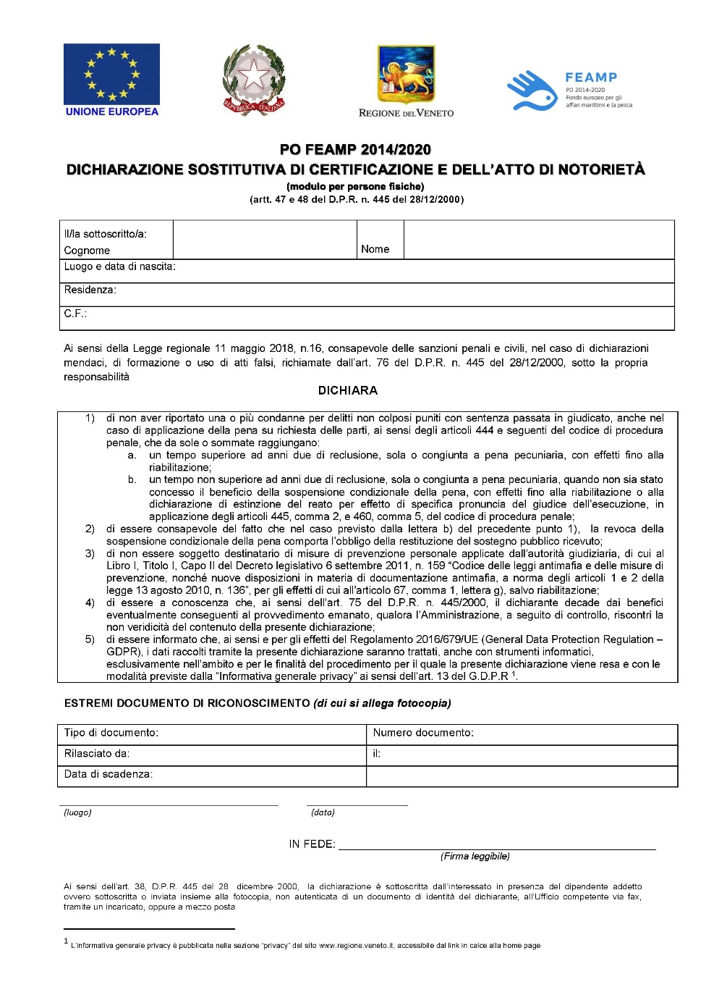 UNIONE EUROPEA
REPVBBLICA ITALIANA
REGIONE DEL VENETO
FEAMP
PO 2014-2020
Fondo europeo per gli
affari marittimi e la pesca
PO FEAMP 2014/2020
DICHIARAZIONE SOSTITUTIVA DI CERTIFICAZIONE E DELL’ATTO DI NOTORIETÀ
(modulo per persone fisiche)
(artt. 47 e 48 del D.P.R. n. 445 del 28/12/2000)
Il/la sottoscritto/a:
Cognome
Nome
Luogo e data di nascita:
Residenza:
C.F.:
Ai sensi della Legge regionale 11 maggio 2018, n.16, consapevole delle sanzioni penali e civili, nel caso di dichiarazioni
mendaci, di formazione o uso di atti falsi, richiamate dall’art. 76 del D.P.R. n. 445 del 28/12/2000, sotto la propria
responsabilità
DICHIARA
1) di non aver riportato una o più condanne per delitti non colposi puniti con sentenza passata in giudicato, anche nel
caso di applicazione della pena su richiesta delle parti, ai sensi degli articoli 444 e seguenti del codice di procedura
penale, che da sole o sommate raggiungano:
a. un tempo superiore ad anni due di reclusione, sola o congiunta a pena pecuniaria, con effetti fino alla
riabilitazione;
b. un tempo non superiore ad anni due di reclusione, sola o congiunta a pena pecuniaria, quando non sia stato
concesso il beneficio della sospensione condizionale della pena, con effetti fino alla riabilitazione o alla
dichiarazione di estinzione del reato per effetto di specifica pronuncia del giudice dell’esecuzione, in
applicazione degli articoli 445, comma 2, e 460, comma 5, del codice di procedura penale;
2) di essere consapevole del fatto che nel caso previsto dalla lettera b) del precedente punto 1), la revoca della
sospensione condizionale della pena comporta l’obbligo della restituzione del sostegno pubblico ricevuto;
3) di non essere soggetto destinatario di misure di prevenzione personale applicate dall’autorità giudiziaria, di cui al
Libro I, Titolo I, Capo II del Decreto legislativo 6 settembre 2011, n. 159 “Codice delle leggi antimafia e delle misure di
prevenzione, nonché nuove disposizioni in materia di documentazione antimafia, a norma degli articoli 1 e 2 della
legge 13 agosto 2010, n. 136”, per gli effetti di cui all’articolo 67, comma 1, lettera g), salvo riabilitazione;
4) di essere a conoscenza che, ai sensi dell’art. 75 del D.P.R. n. 445/2000, il dichiarante decade dai benefici
eventualmente conseguenti al provvedimento emanato, qualora l’Amministrazione, a seguito di controllo, riscontri la
non veridicità del contenuto della presente dichiarazione;
5) di essere informato che, ai sensi e per gli effetti del Regolamento 2016/679/UE (General Data Protection Regulation –
GDPR), i dati raccolti tramite la presente dichiarazione saranno trattati, anche con strumenti informatici,
esclusivamente nell’ambito e per le finalità del procedimento per il quale la presente dichiarazione viene resa e con le
modalità previste dalla “Informativa generale privacy” ai sensi dell’art. 13 del G.D.P.R ¹.
ESTREMI DOCUMENTO DI RICONOSCIMENTO (di cui si allega fotocopia)
Tipo di documento:
Numero documento:
Rilasciato da:
il:
Data di scadenza:
(luogo)
(data)
IN FEDE:
(Firma leggibile)
Ai sensi dell’art. 38, D.P.R. 445 del 28 dicembre 2000, la dichiarazione è sottoscritta dall’interessato in presenza del dipendente addetto
ovvero sottoscritta o inviata insieme alla fotocopia, non autenticata di un documento di identità del dichiarante, all’Ufficio competente via fax,
tramite un incaricato, oppure a mezzo posta
¹ L’informativa generale privacy è pubblicata nella sezione “privacy” del sito www.regione.veneto.it, accessibile dal link in calce alla home page